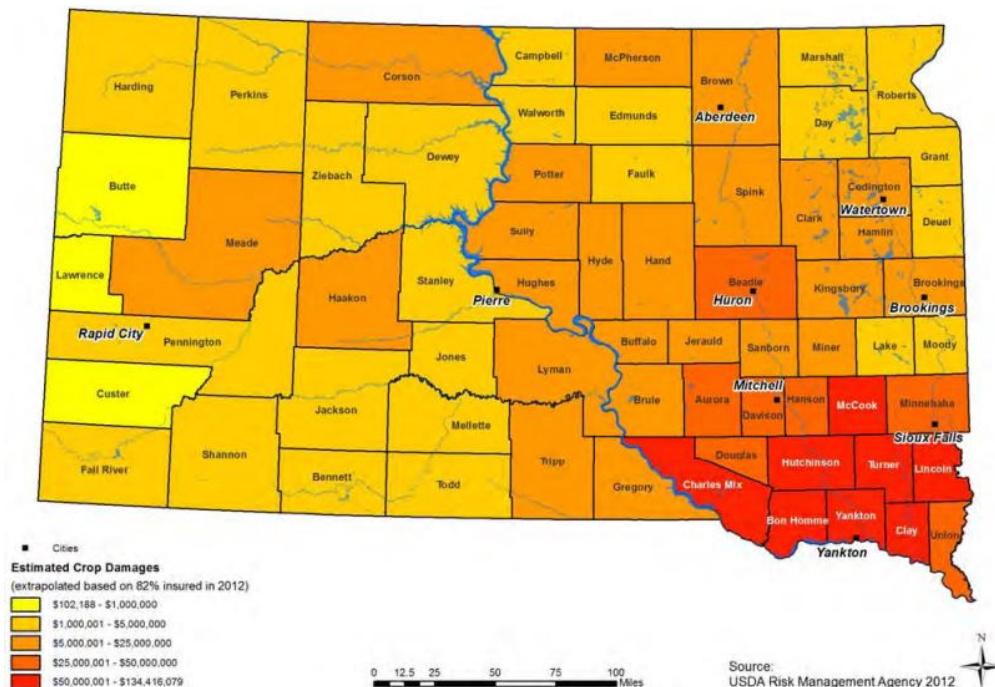 Harding
Perkins
Corson
Campbell
McPherson
Brown
Aberdeen
Marshall
Roberts
Day
Walworth
Edmunds
Grant
Butte
Ziebach
Dewey
Potter
Faulk
Spink
Clark
Codington
Watertown
Hamlin
Deuel
Meade
Sully
Lawrence
Haakon
Stanley
Pierre
Hughes
Hyde
Hand
Beadle
Huron
Kingsbury
Brookings
Brookings
Rapid City
Pennington
Jones
Lyman
Buffalo
Jerauld
Sanborn
Miner
Lake
Moody
Custer
Jackson
Mellette
Brule
Aurora
Mitchell
Davison
Hanson
McCook
Minnehaha
Sioux Falls
Fall River
Shannon
Bennett
Todd
Tripp
Gregory
Charles Mix
Douglas
Hutchinson
Turner
Lincoln
Bon Homme
Yankton
Clay
Union
Yankton
Cities
Estimated Crop Damages
(extrapolated based on 82% insured in 2012)
$102,188 - $1,000,000
$1,000,001 - $5,000,000
$5,000,001 - $25,000,000
$25,000,001 - $50,000,000
$50,000,001 - $134,416,079
0 12.5 25 50 75 100
Miles
Source:
USDA Risk Management Agency 2012
N